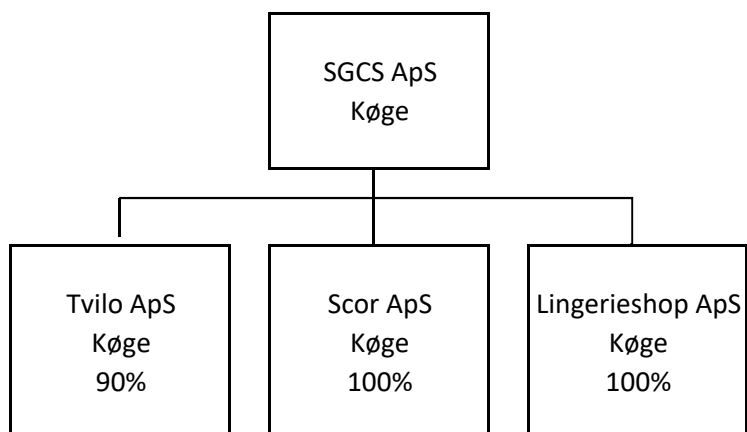 SGCS ApS
Køge
Tvilo ApS
Køge
90%
Scor ApS
Køge
100%
Lingerieshop ApS
Køge
100%